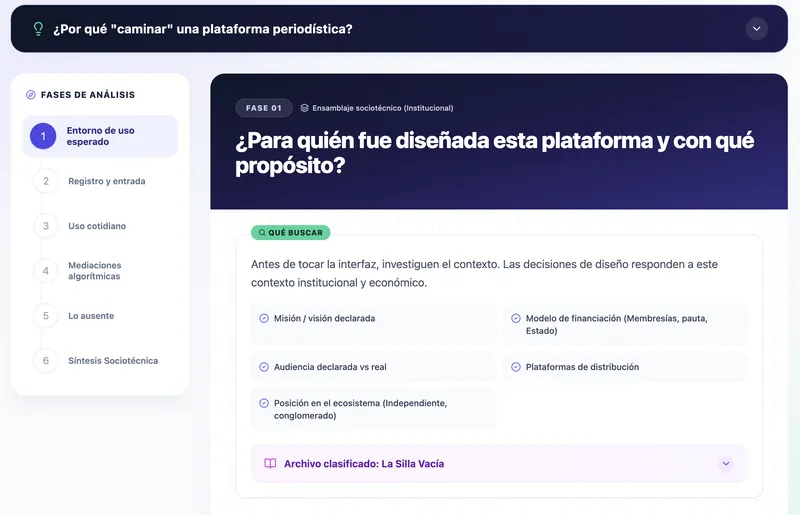 ¿Por qué "caminar" una plataforma periodística?
FASES DE ANÁLISIS
1
Entorno de uso
esperado
2
Registro y entrada
3
Uso cotidiano
4
Mediaciones
algorítmicas
5
Lo ausente
6
Síntesis Sociotécnica
FASE 01
Ensamblaje sociotécnico (Institucional)
¿Para quién fue diseñada esta plataforma y con qué
propósito?
QUÉ BUSCAR
Antes de tocar la interfaz, investiguen el contexto. Las decisiones de diseño responden a este
contexto institucional y económico.
Misión / visión declarada
Modelo de financiación (Membresías, pauta,
Estado)
Audiencia declarada vs real
Plataformas de distribución
Posición en el ecosistema (Independiente,
conglomerado)
Archivo clasificado: La Silla Vacía